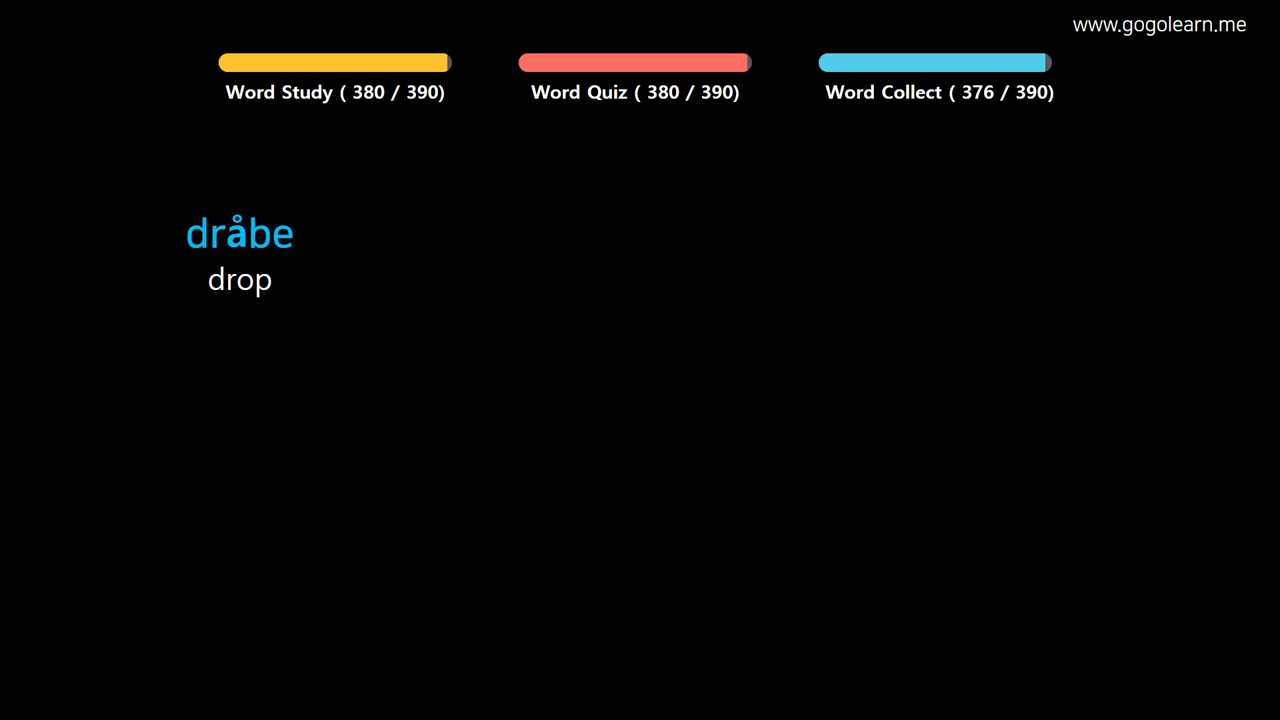 www.gogolearn.me
Word Study ( 380 / 390)
Word Quiz ( 380 / 390)
Word Collect ( 376 / 390)
dråbe
drop